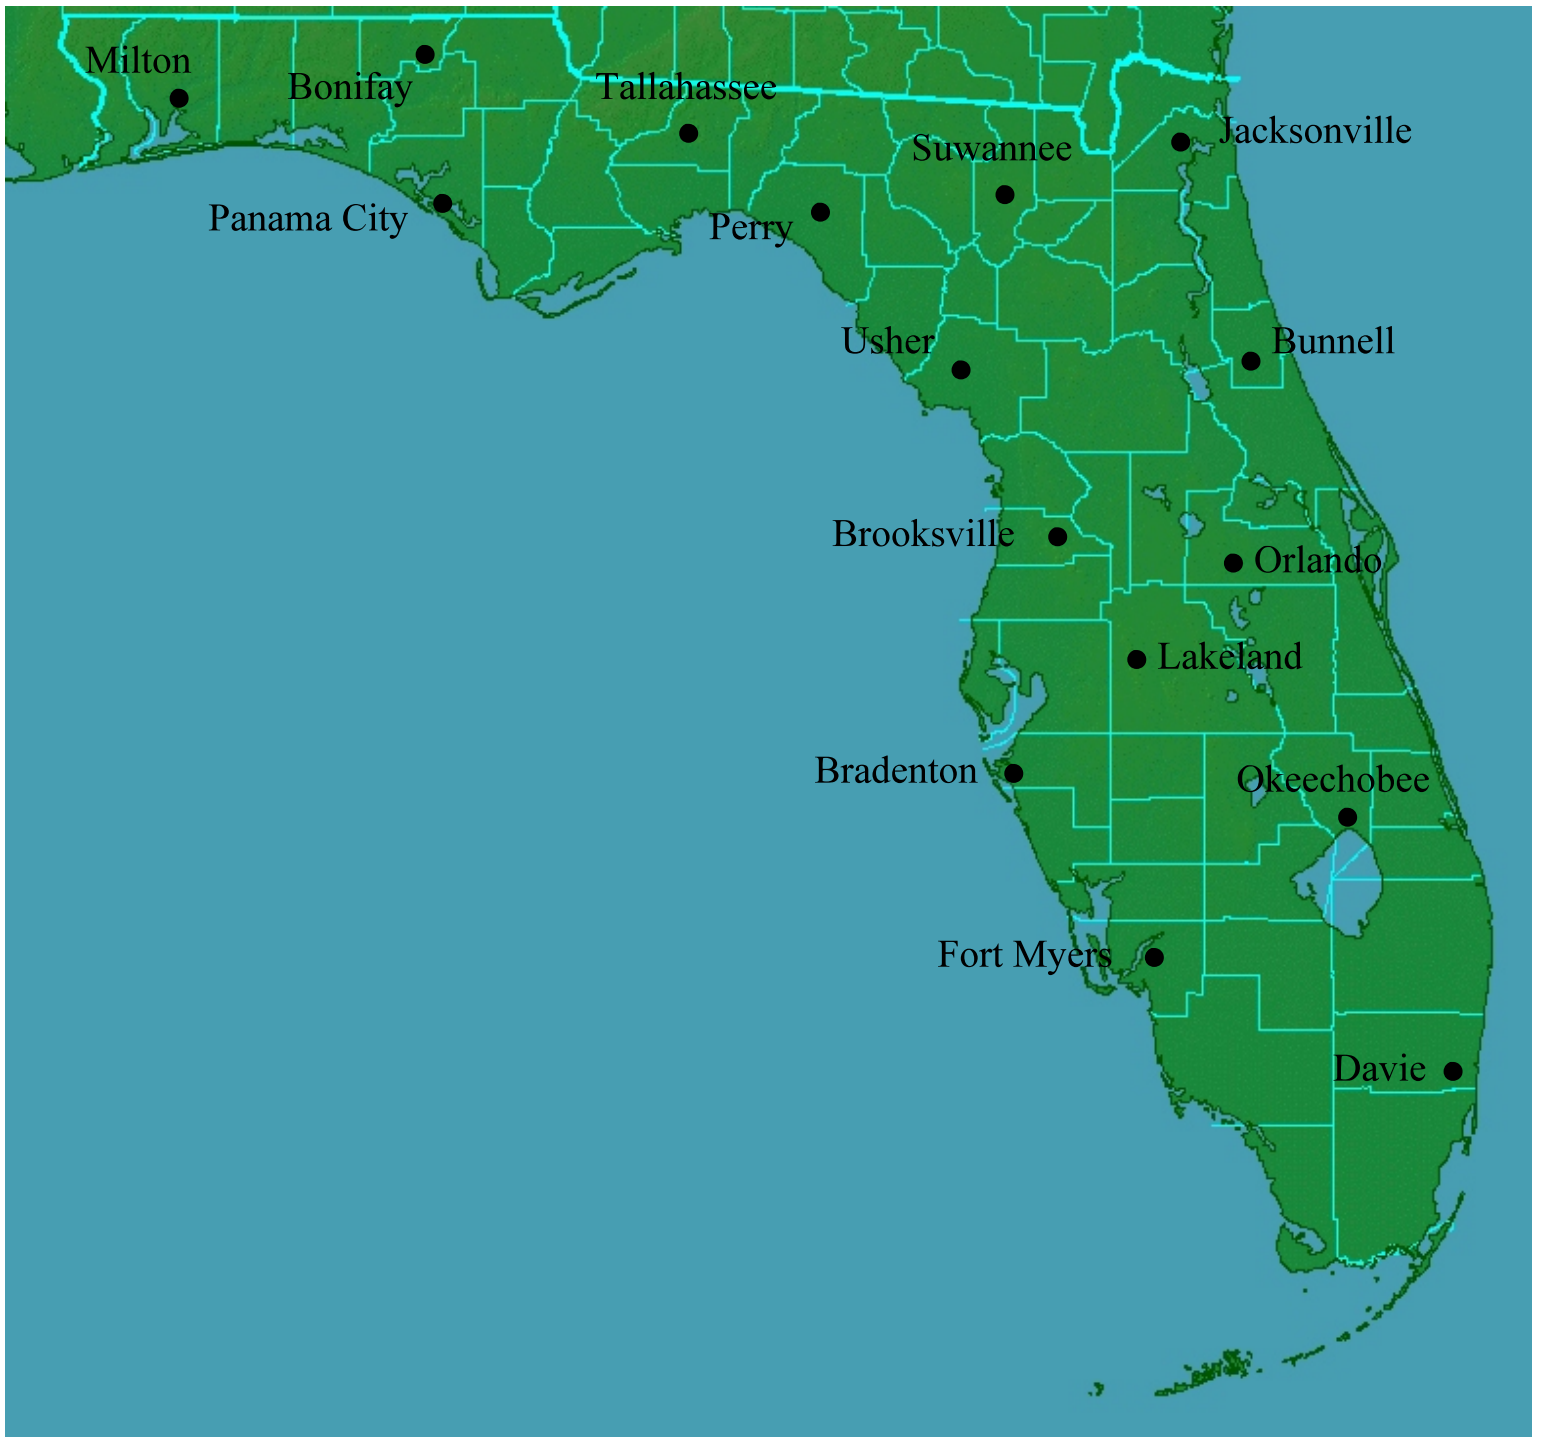 Milton
Bonifay
Tallahassee
Jacksonville
Suwannee
Panama City
Perry
Usher
Bunnell
Brooksville
Orlando
Lakeland
Bradenton
Okeechobee
Fort Myers
Davie